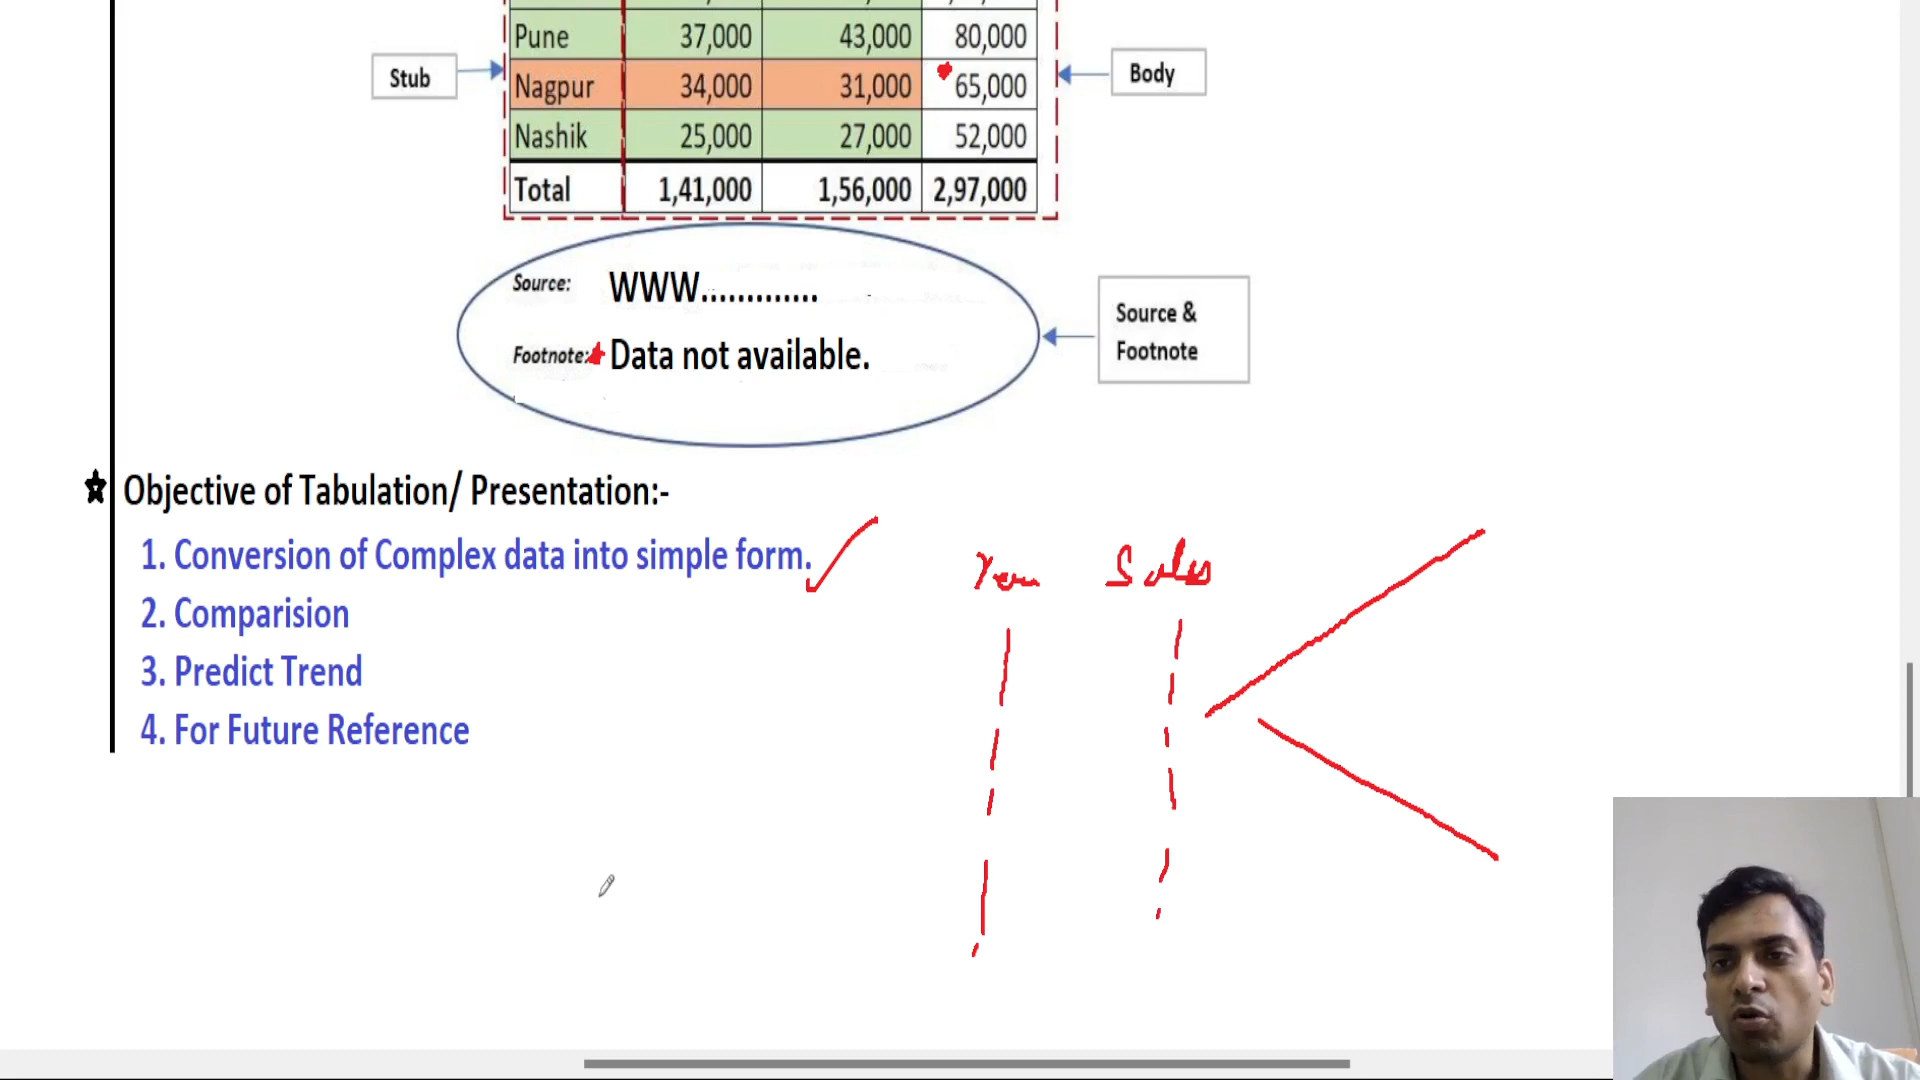 Pune 37,000 43,000 80,000
Stub
Nagpur 34,000 31,000 65,000
Body
Nashik 25,000 27,000 52,000
Total 1,41,000 1,56,000 2,97,000
Source: WWW.............
Footnote: Data not available.
Source &
Footnote
Objective of Tabulation/ Presentation:-
1. Conversion of Complex data into simple form.
2. Comparision
3. Predict Trend
4. For Future Reference
Year Sales